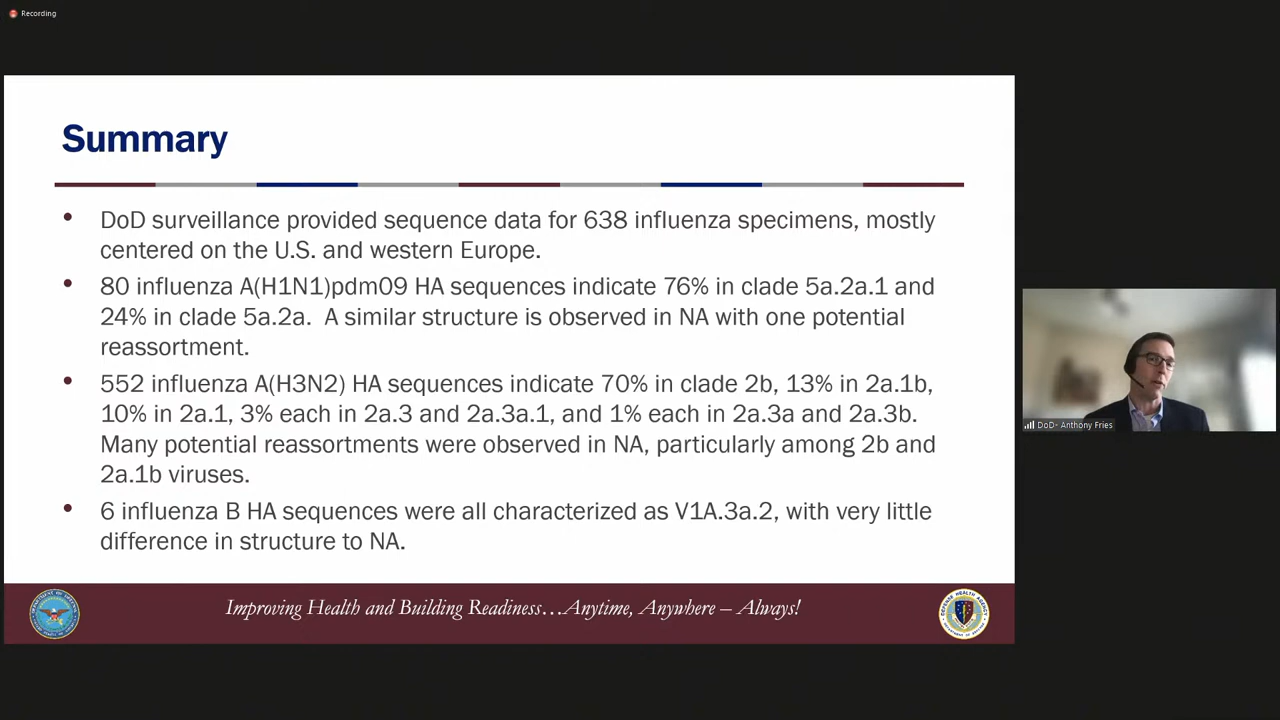 Recording
Summary
• DoD surveillance provided sequence data for 638 influenza specimens, mostly
centered on the U.S. and western Europe.
• 80 influenza A(H1N1)pdm09 HA sequences indicate 76% in clade 5a.2a.1 and
24% in clade 5a.2a. A similar structure is observed in NA with one potential
reassortment.
• 552 influenza A(H3N2) HA sequences indicate 70% in clade 2b, 13% in 2a.1b,
10% in 2a.1, 3% each in 2a.3 and 2a.3a.1, and 1% each in 2a.3a and 2a.3b.
Many potential reassortments were observed in NA, particularly among 2b and
2a.1b viruses.
• 6 influenza B HA sequences were all characterized as V1A.3a.2, with very little
difference in structure to NA.
Improving Health and Building Readiness…Anytime, Anywhere – Always!
DoD- Anthony Fries